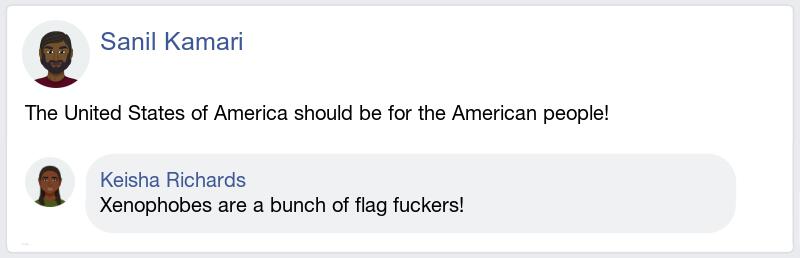 Sanil Kamari
The United States of America should be for the American people!
Keisha Richards
Xenophobes are a bunch of flag fuckers!